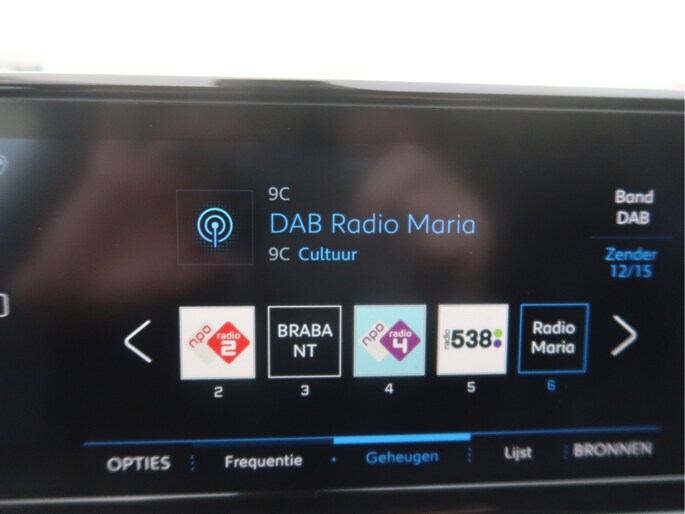 9C
DAB Radio Maria
9C Cultuur
Band
DAB
Zender
12/15
npo radio 2
BRABA
NT
npo radio 4
radio 538
Radio
Maria
2
3
4
5
6
OPTIES
Frequentie
Geheugen
Lijst
BRONNEN